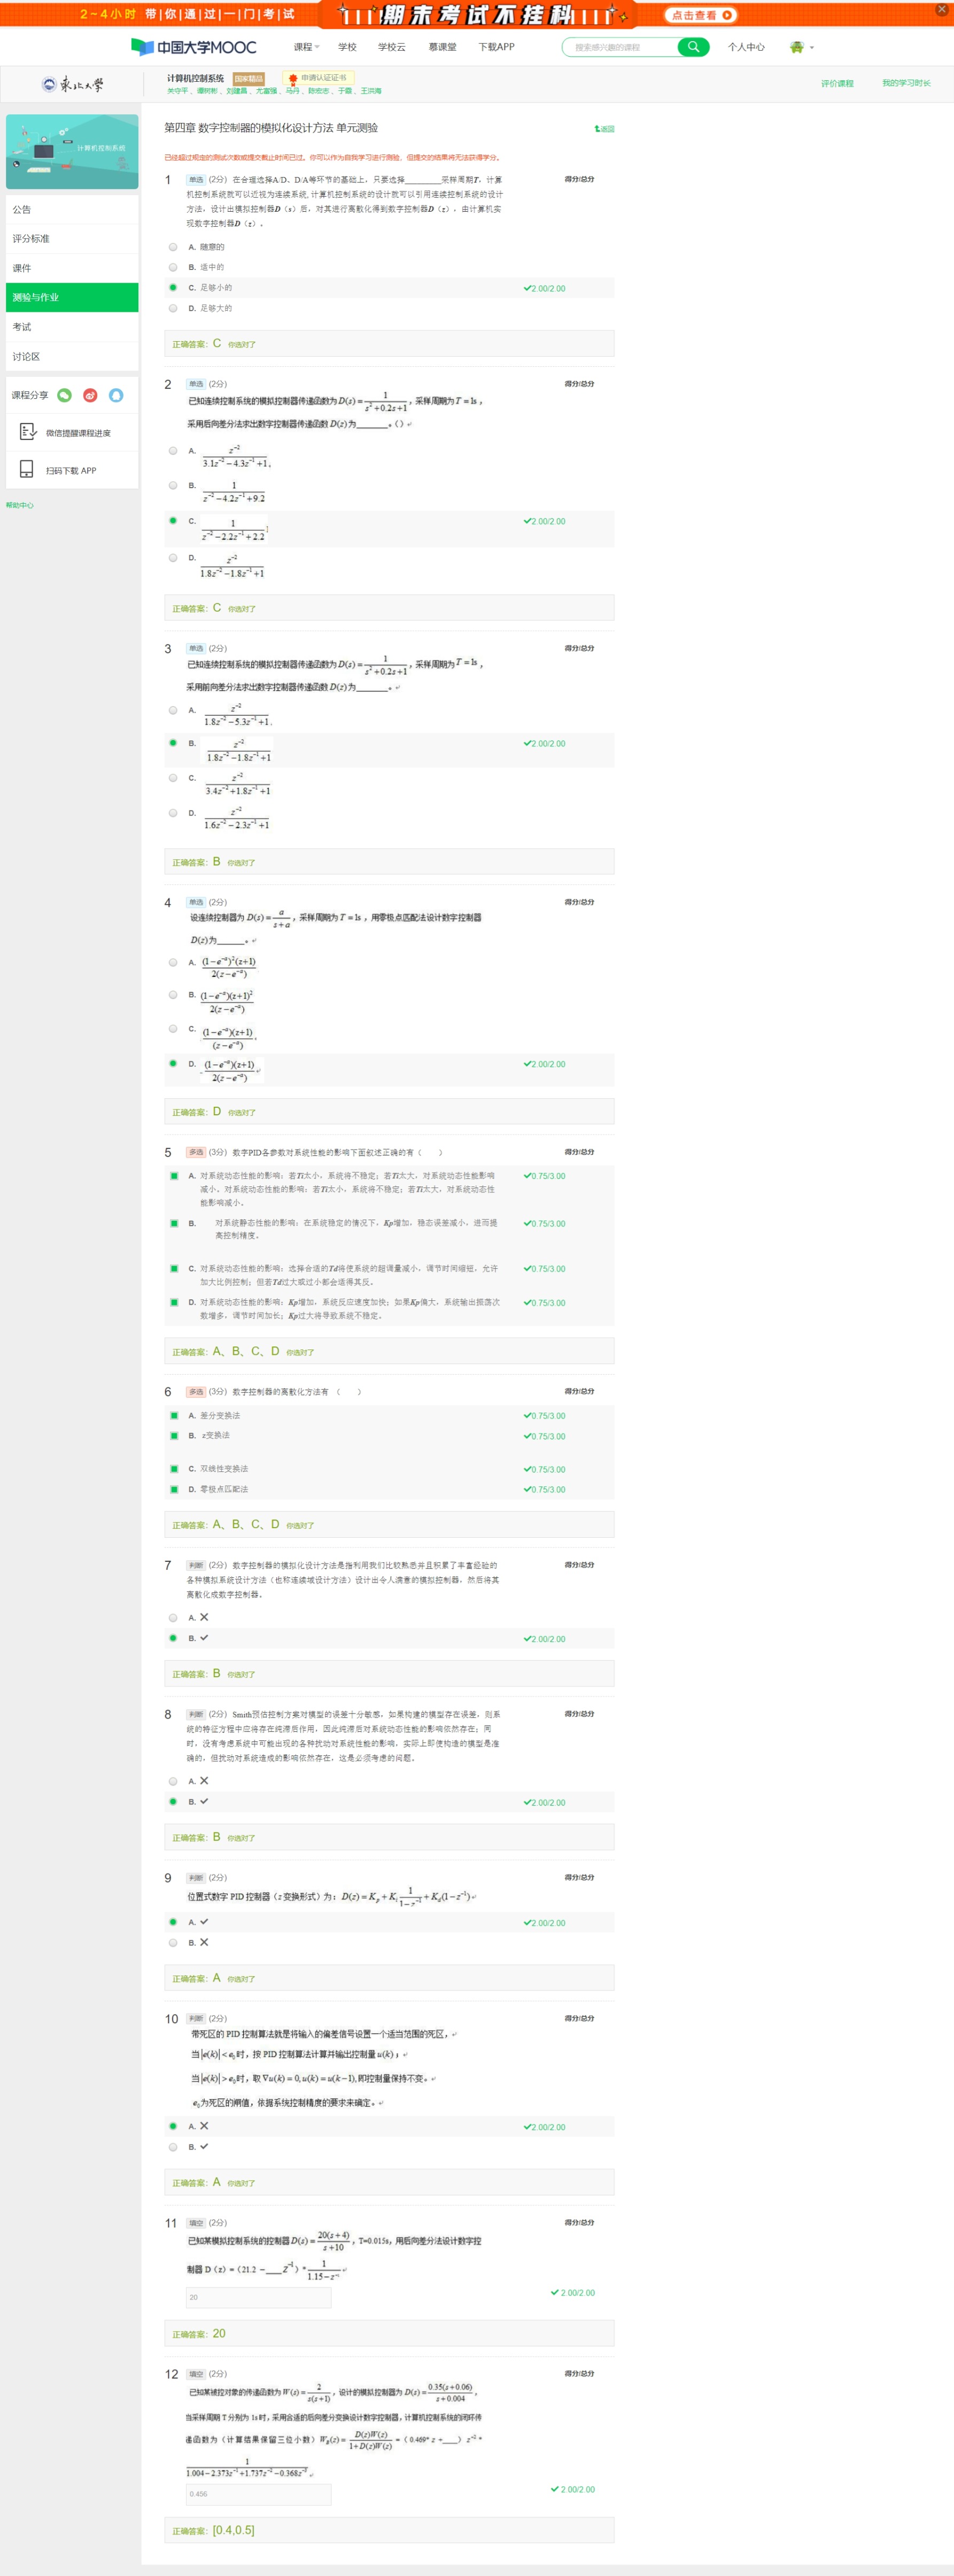 2~4小时 带|你|通|过|一|门|考|试
期末考试不挂科
点击查看
中国大学MOOC
课程 学校 学校云 慕课堂 下载APP
搜索感兴趣的课程
个人中心
東北大學
计算机控制系统 国家精品 申请认证证书
关守平 、谭树彬 、刘建昌 、尤富强 、马丹 、陈宏志 、于霞 、王洪海
评价课程 我的学习时长
计算机控制系统
公告
评分标准
课件
测验与作业
考试
讨论区
课程分享
微信提醒课程进度
扫码下载 APP
帮助中心
第四章 数字控制器的模拟化设计方法 单元测验
返回
已经超过规定的测试次数或提交截止时间已过。你可以作为自我学习进行测验，但提交的结果将无法获得学分。
1 单选 (2分) 在合理选择A/D、D/A等环节的基础上，只要选择________采样周期T，计算 得分/总分
机控制系统就可以近视为连续系统, 计算机控制系统的设计就可以引用连续控制系统的设计
方法，设计出模拟控制器D（s）后，对其进行离散化得到数字控制器D（z），由计算机实
现数字控制器D（z）。
A. 随意的
B. 适中的
C. 足够小的 2.00/2.00
D. 足够大的
正确答案：C 你选对了
2 单选 (2分) 得分/总分
已知连续控制系统的模拟控制器传递函数为 D(s) = 1/(s²+0.2s+1)，采样周期为 T = 1s，
采用后向差分法求出数字控制器传递函数 D(z) 为_______。（）
A. z⁻²/(3.1z⁻²−4.3z⁻¹+1)
B. 1/(z⁻²−4.2z⁻¹+9.2)
C. 1/(z⁻²−2.2z⁻¹+2.2) 2.00/2.00
D. z⁻²/(1.8z⁻²−1.8z⁻¹+1)
正确答案：C 你选对了
3 单选 (2分) 得分/总分
已知连续控制系统的模拟控制器传递函数为 D(s) = 1/(s²+0.2s+1)，采样周期为 T = 1s，
采用前向差分法求出数字控制器传递函数 D(z) 为_______。
A. z⁻²/(1.8z⁻²−5.3z⁻¹+1)
B. z⁻²/(1.8z⁻²−1.8z⁻¹+1) 2.00/2.00
C. z⁻²/(3.4z⁻²+1.8z⁻¹+1)
D. z⁻²/(1.6z⁻²−2.3z⁻¹+1)
正确答案：B 你选对了
4 单选 (2分) 得分/总分
设连续控制器为 D(s) = a/(s+a)，采样周期为 T = 1s，用零极点匹配法设计数字控制器
D(z)为______。
A. (1−e⁻ᵃ)²(z+1)/2(z−e⁻ᵃ)
B. (1−e⁻ᵃ)(z+1)²/2(z−e⁻ᵃ)
C. (1−e⁻ᵃ)(z+1)/(z−e⁻ᵃ)
D. (1−e⁻ᵃ)(z+1)/2(z−e⁻ᵃ) 2.00/2.00
正确答案：D 你选对了
5 多选 (3分) 数字PID各参数对系统性能的影响下面叙述正确的有（ ） 得分/总分
A. 对系统动态性能的影响：若Ti太小，系统将不稳定；若Ti太大，对系统动态性能影响 0.75/3.00
减小。对系统动态性能的影响：若Ti太小，系统将不稳定；若Ti太大，对系统动态性
能影响减小。
B. 对系统静态性能的影响：在系统稳定的情况下，Kp增加，稳态误差减小，进而提 0.75/3.00
高控制精度。
C. 对系统动态性能的影响：选择合适的Td将使系统的超调量减小，调节时间缩短，允许 0.75/3.00
加大比例控制；但若Td过大或过小都会适得其反。
D. 对系统动态性能的影响：Kp增加，系统反应速度加快；如果Kp偏大，系统输出振荡次 0.75/3.00
数增多，调节时间加长；Kp过大将导致系统不稳定。
正确答案：A、B、C、D 你选对了
6 多选 (3分) 数字控制器的离散化方法有 （ ） 得分/总分
A. 差分变换法 0.75/3.00
B. z变换法 0.75/3.00
C. 双线性变换法 0.75/3.00
D. 零极点匹配法 0.75/3.00
正确答案：A、B、C、D 你选对了
7 判断 (2分) 数字控制器的模拟化设计方法是指利用我们比较熟悉并且积累了丰富经验的 得分/总分
各种模拟系统设计方法（也称连续域设计方法）设计出令人满意的模拟控制器，然后将其
离散化成数字控制器。
A. ✕
B. ✓ 2.00/2.00
正确答案：B 你选对了
8 判断 (2分) Smith预估控制方案对模型的误差十分敏感，如果构建的模型存在误差，则系 得分/总分
统的特征方程中应将存在纯滞后作用，因此纯滞后对系统动态性能的影响依然存在；同
时，没有考虑系统中可能出现的各种扰动对系统性能的影响，实际上即使构造的模型是准
确的，但扰动对系统造成的影响依然存在，这是必须考虑的问题。
A. ✕
B. ✓ 2.00/2.00
正确答案：B 你选对了
9 判断 (2分) 得分/总分
位置式数字 PID 控制器（z 变换形式）为：D(z) = Kp + Ki 1/(1−z⁻¹) + Kd(1−z⁻¹)
A. ✓ 2.00/2.00
B. ✕
正确答案：A 你选对了
10 判断 (2分) 得分/总分
带死区的 PID 控制算法就是将输入的偏差信号设置一个适当范围的死区，
当|e(k)| < e₀时，按 PID 控制算法计算并输出控制量 u(k)；
当|e(k)| > e₀时，取 ∇u(k) = 0, u(k) = u(k−1), 即控制量保持不变。
e₀为死区的阈值，依据系统控制精度的要求来确定。
A. ✕ 2.00/2.00
B. ✓
正确答案：A 你选对了
11 填空 (2分) 得分/总分
已知某模拟控制系统的控制器 D(s) = 20(s+4)/(s+10)，T=0.015s，用后向差分法设计数字控
制器 D（z）=（21.2 −____Z⁻¹）* 1/(1.15−z⁻¹)
20 2.00/2.00
正确答案：20
12 填空 (2分) 得分/总分
已知某被控对象的传递函数为 W(s) = 2/(s(s+1))，设计的模拟控制器为 D(s) = 0.35(s+0.06)/(s+0.004)，
当采样周期 T 分别为 1s 时，采用合适的后向差分变换设计数字控制器，计算机控制系统的闭环传
递函数为（计算结果保留三位小数）W_B(z) = D(z)W(z)/(1+D(z)W(z)) =（0.469* z +____）z⁻² *
1/(1.004−2.373z⁻¹+1.737z⁻²−0.368z⁻³)
0.456 2.00/2.00
正确答案：[0.4,0.5]